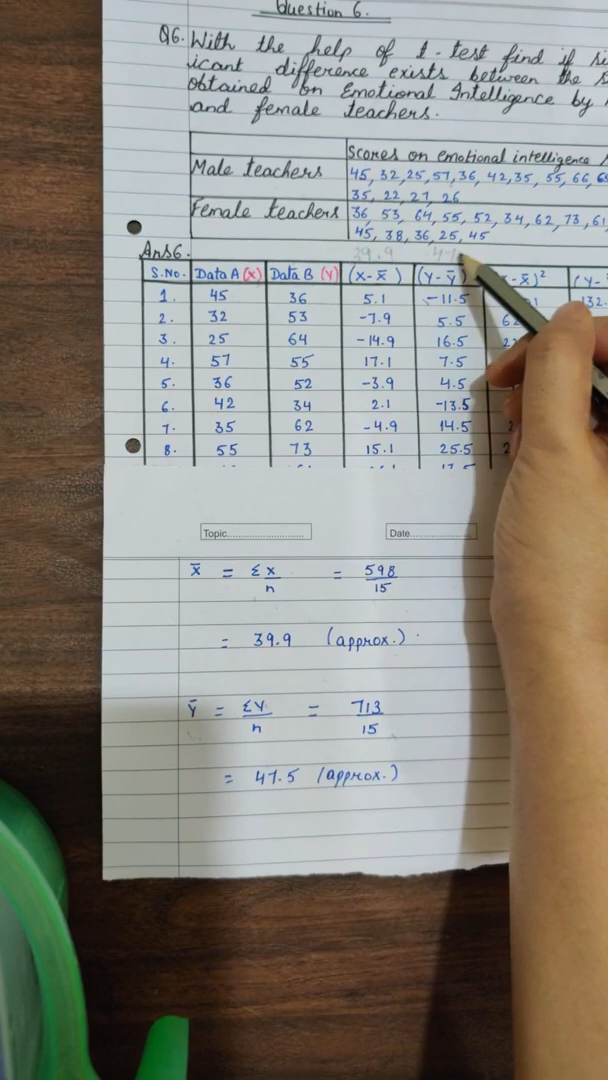 Question 6.
Q6. With the help of t-test find if
icant difference exists between the
obtained on Emotional Intelligence by
and female teachers.
Scores on emotional intelligence
Male teachers 45, 32, 25, 57, 36, 42, 35, 55, 66,
35, 22, 27, 26
Female teachers 36, 53, 64, 55, 52, 34, 62, 73, 61,
45, 38, 36, 25, 45
39.9
Ans 6.
S.No. Data A (X) Data B (Y) (X-X̄) (Y-Ȳ)
1. 45 36 5.1 -11.5 132.
2. 32 53 -7.9 5.5
3. 25 64 -14.9 16.5
4. 57 55 17.1 7.5
5. 36 52 -3.9 4.5
6. 42 34 2.1 -13.5
7. 35 62 -4.9 14.5
8. 55 73 15.1 25.5
Topic Date
X̄ = ΣX/n = 598/15
= 39.9 (approx.)
Ȳ = ΣY/n = 713/15
= 47.5 (approx.)